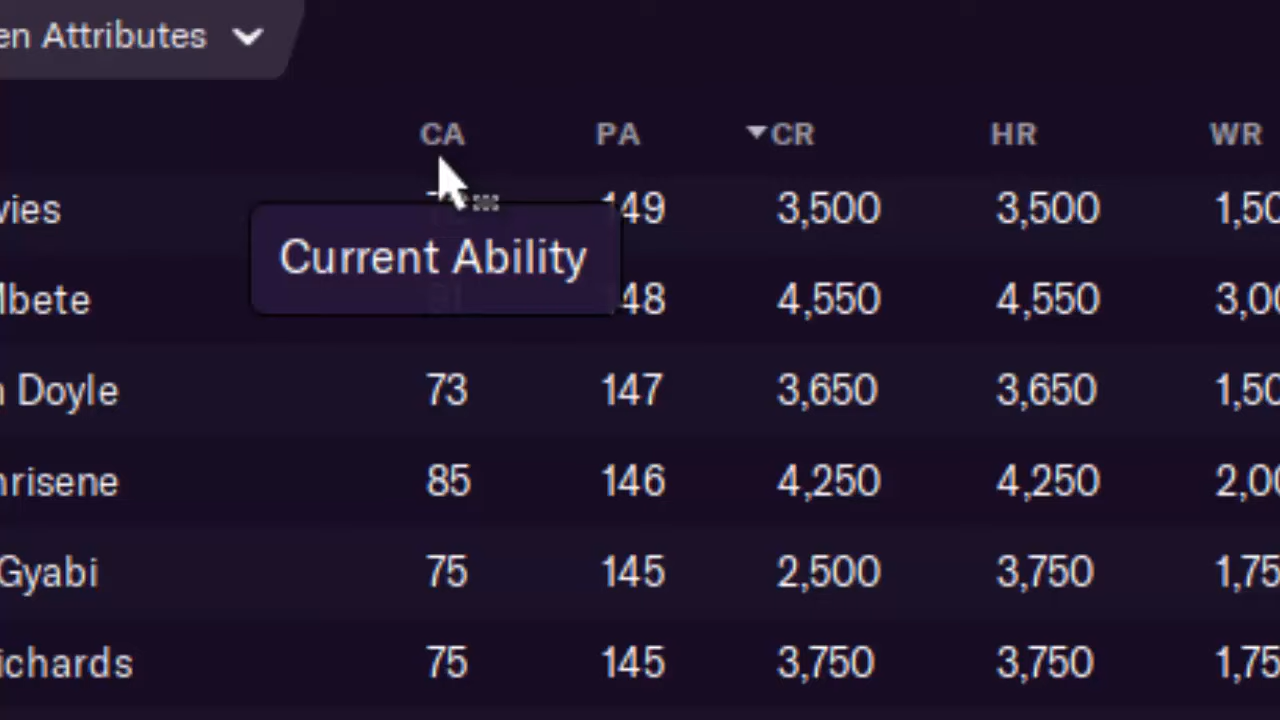 en Attributes
CA PA CR HR WR
vies 149 3,500 3,500 1,50
Current Ability
Mbete 148 4,550 4,550 3,00
n Doyle 73 147 3,650 3,650 1,50
hrisene 85 146 4,250 4,250 2,00
Gyabi 75 145 2,500 3,750 1,75
ichards 75 145 3,750 3,750 1,75